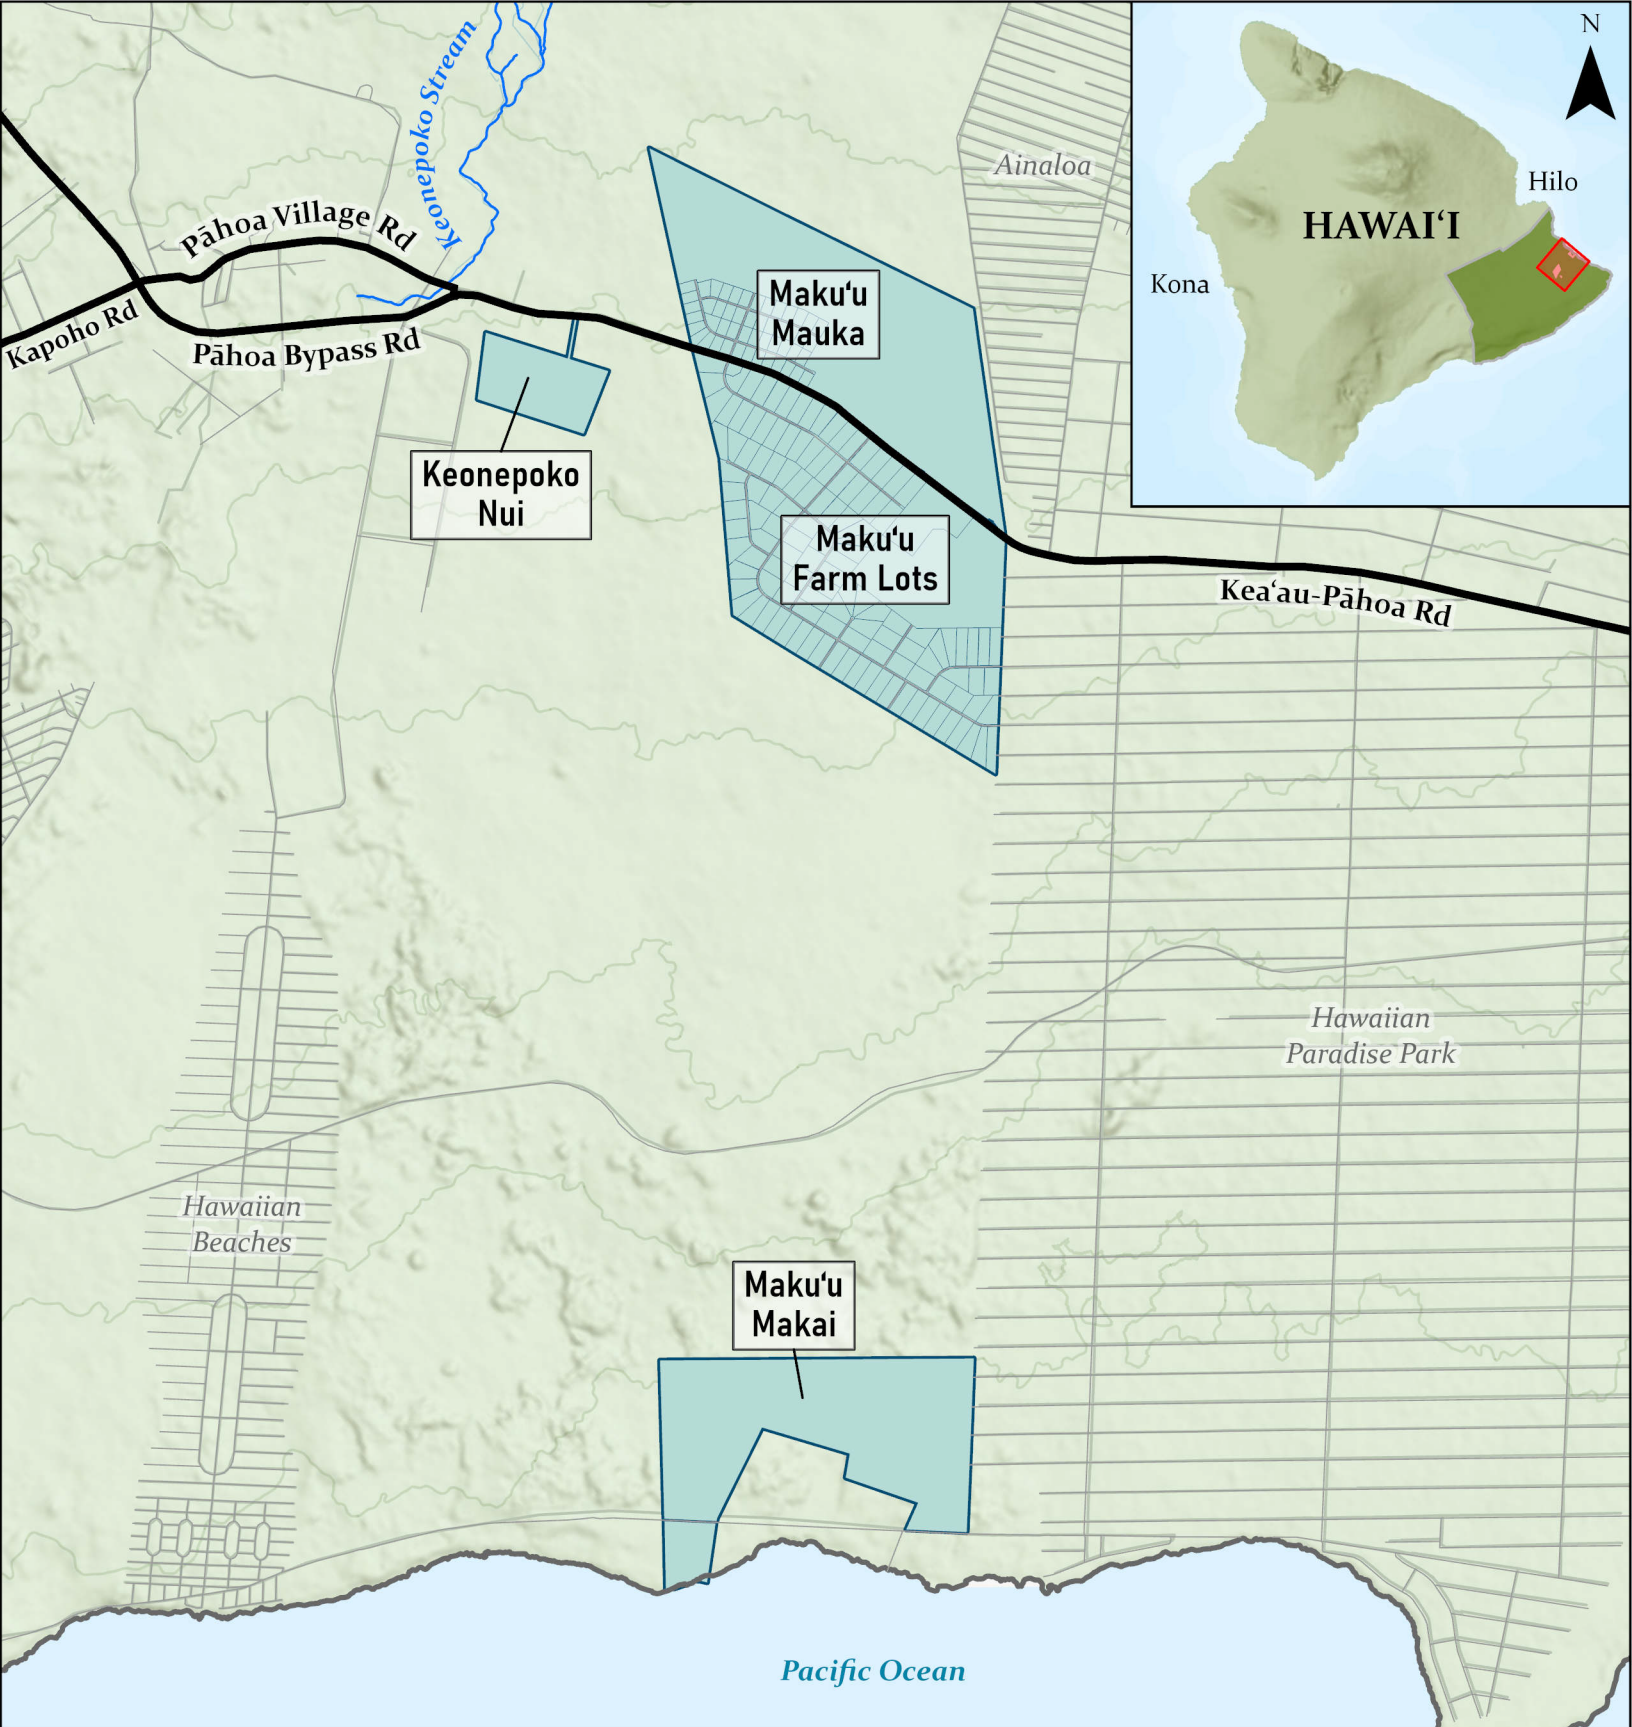 N
Hilo
HAWAIʻI
Kona
Keonepoko Stream
Ainaloa
Pāhoa Village Rd
Kapoho Rd
Pāhoa Bypass Rd
Makuʻu
Mauka
Keonepoko
Nui
Makuʻu
Farm Lots
Keaʻau-Pāhoa Rd
Hawaiian
Paradise Park
Hawaiian
Beaches
Makuʻu
Makai
Pacific Ocean